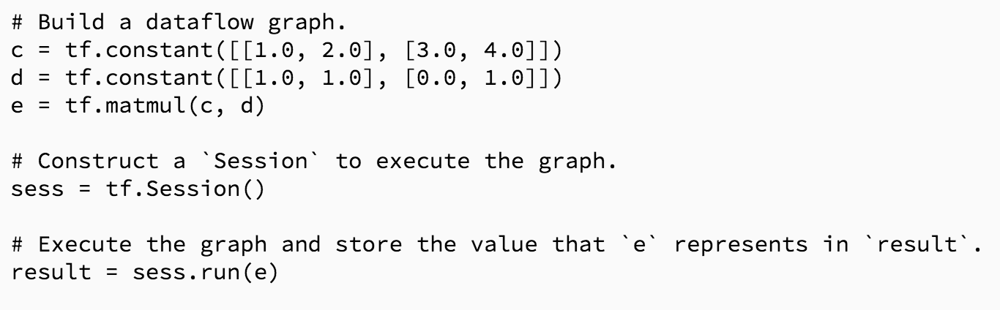 # Build a dataflow graph.
c = tf.constant([[1.0, 2.0], [3.0, 4.0]])
d = tf.constant([[1.0, 1.0], [0.0, 1.0]])
e = tf.matmul(c, d)
# Construct a `Session` to execute the graph.
sess = tf.Session()
# Execute the graph and store the value that `e` represents in `result`.
result = sess.run(e)